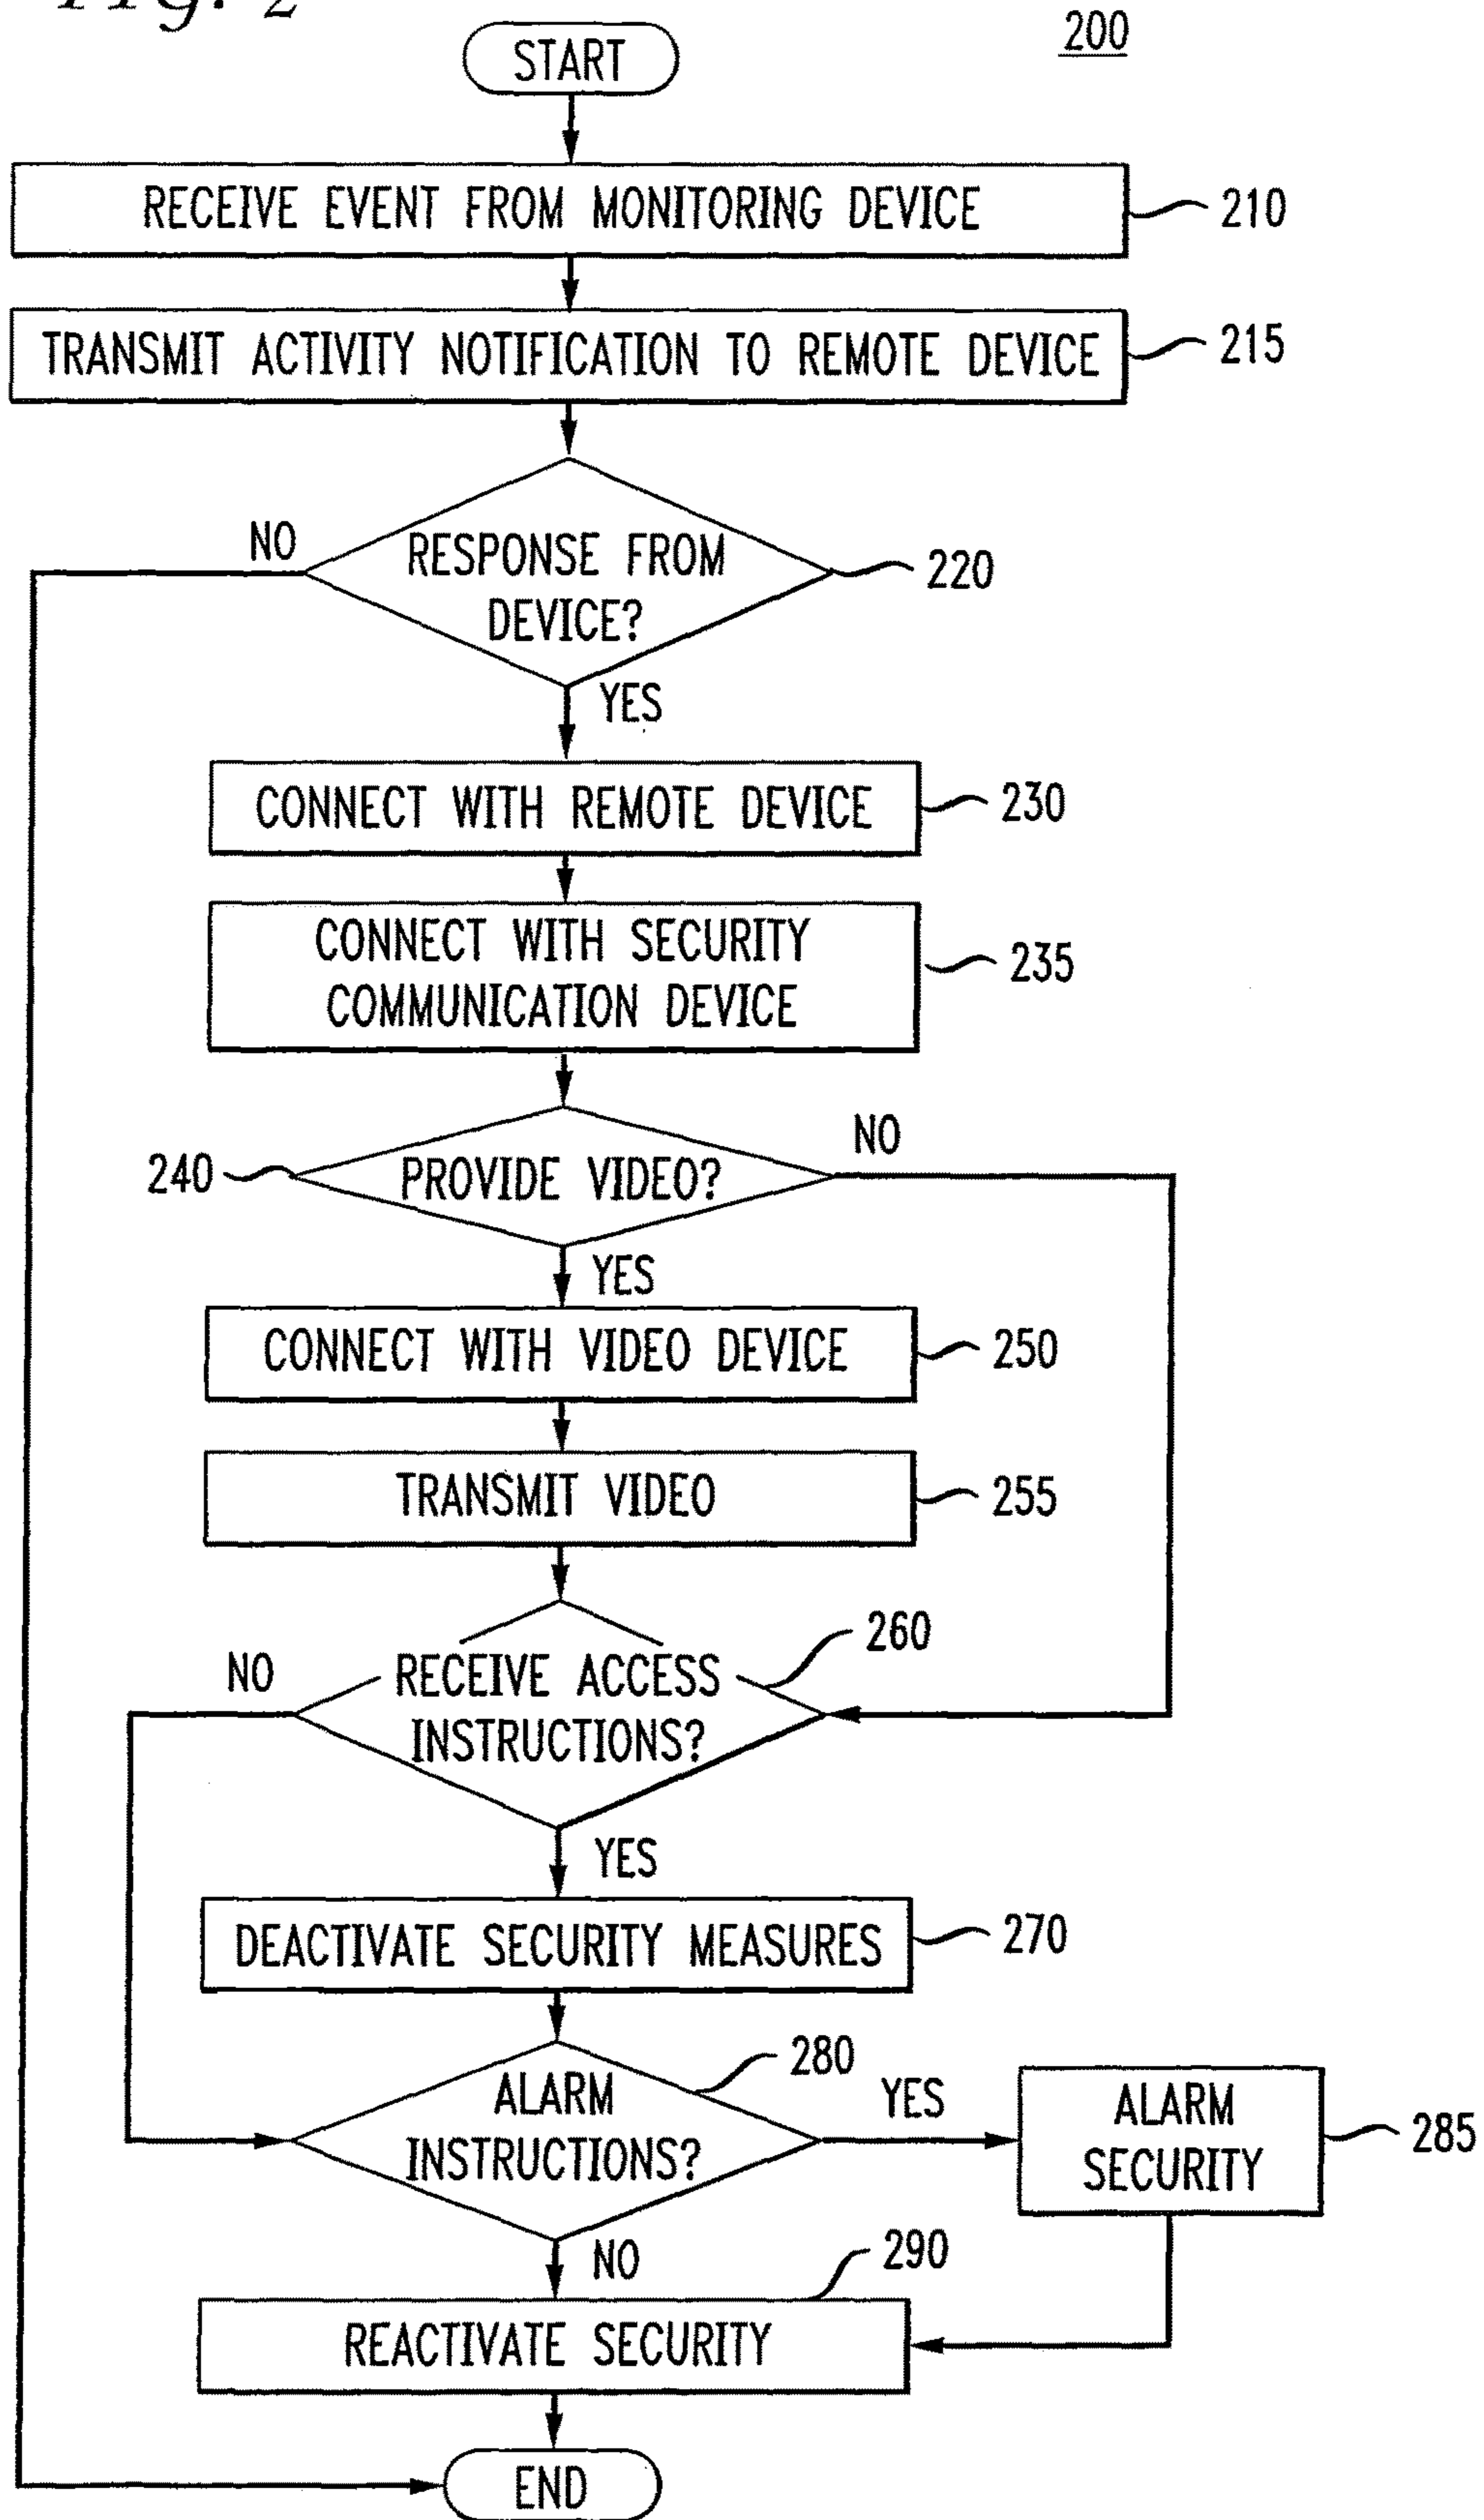 Fig. 2
200
START
RECEIVE EVENT FROM MONITORING DEVICE
210
TRANSMIT ACTIVITY NOTIFICATION TO REMOTE DEVICE
215
NO
RESPONSE FROM
DEVICE?
220
YES
CONNECT WITH REMOTE DEVICE
230
CONNECT WITH SECURITY
COMMUNICATION DEVICE
235
NO
240
PROVIDE VIDEO?
YES
CONNECT WITH VIDEO DEVICE
250
TRANSMIT VIDEO
255
260
NO
RECEIVE ACCESS
INSTRUCTIONS?
YES
DEACTIVATE SECURITY MEASURES
270
280
ALARM
INSTRUCTIONS?
YES
ALARM
SECURITY
285
NO
290
REACTIVATE SECURITY
END